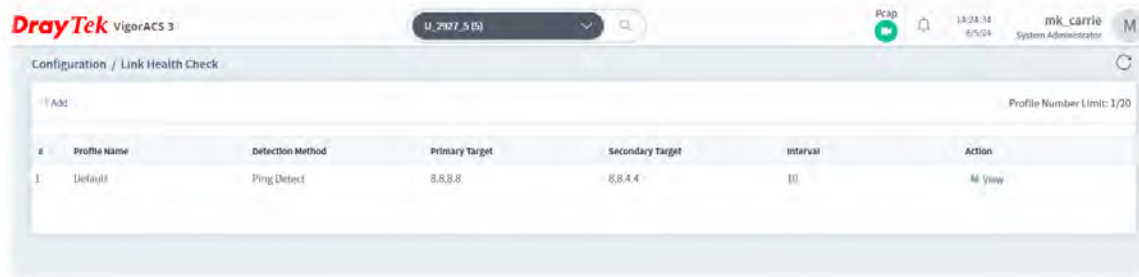 DrayTek VigorACS 3
U_2927_5 (5)
Pcap
14:24:34
6/5/24
mk_carrie
System Administrator
M
Configuration / Link Health Check
Add
Profile Number Limit: 1/20
# Profile Name Detection Method Primary Target Secondary Target Interval Action
1 Default Ping Detect 8.8.8.8 8.8.4.4 10 View